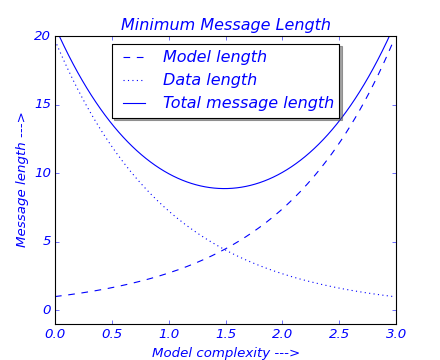 Minimum Message Length
20
15
10
5
0
Message length --->
Model length
Data length
Total message length
0.0 0.5 1.0 1.5 2.0 2.5 3.0
Model complexity --->